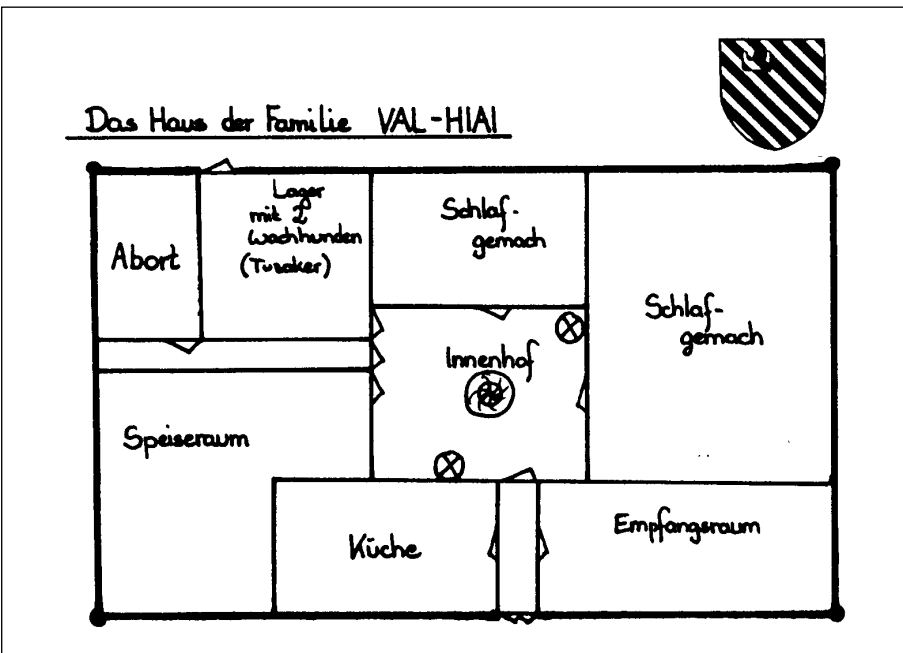 Das Haus der Familie VAL-HIAI
Abort
Lager
mit 2
Wachhunden
(Tusaker)
Schlaf-
gemach
Schlaf-
gemach
Innenhof
Speiseraum
Küche
Empfangsraum